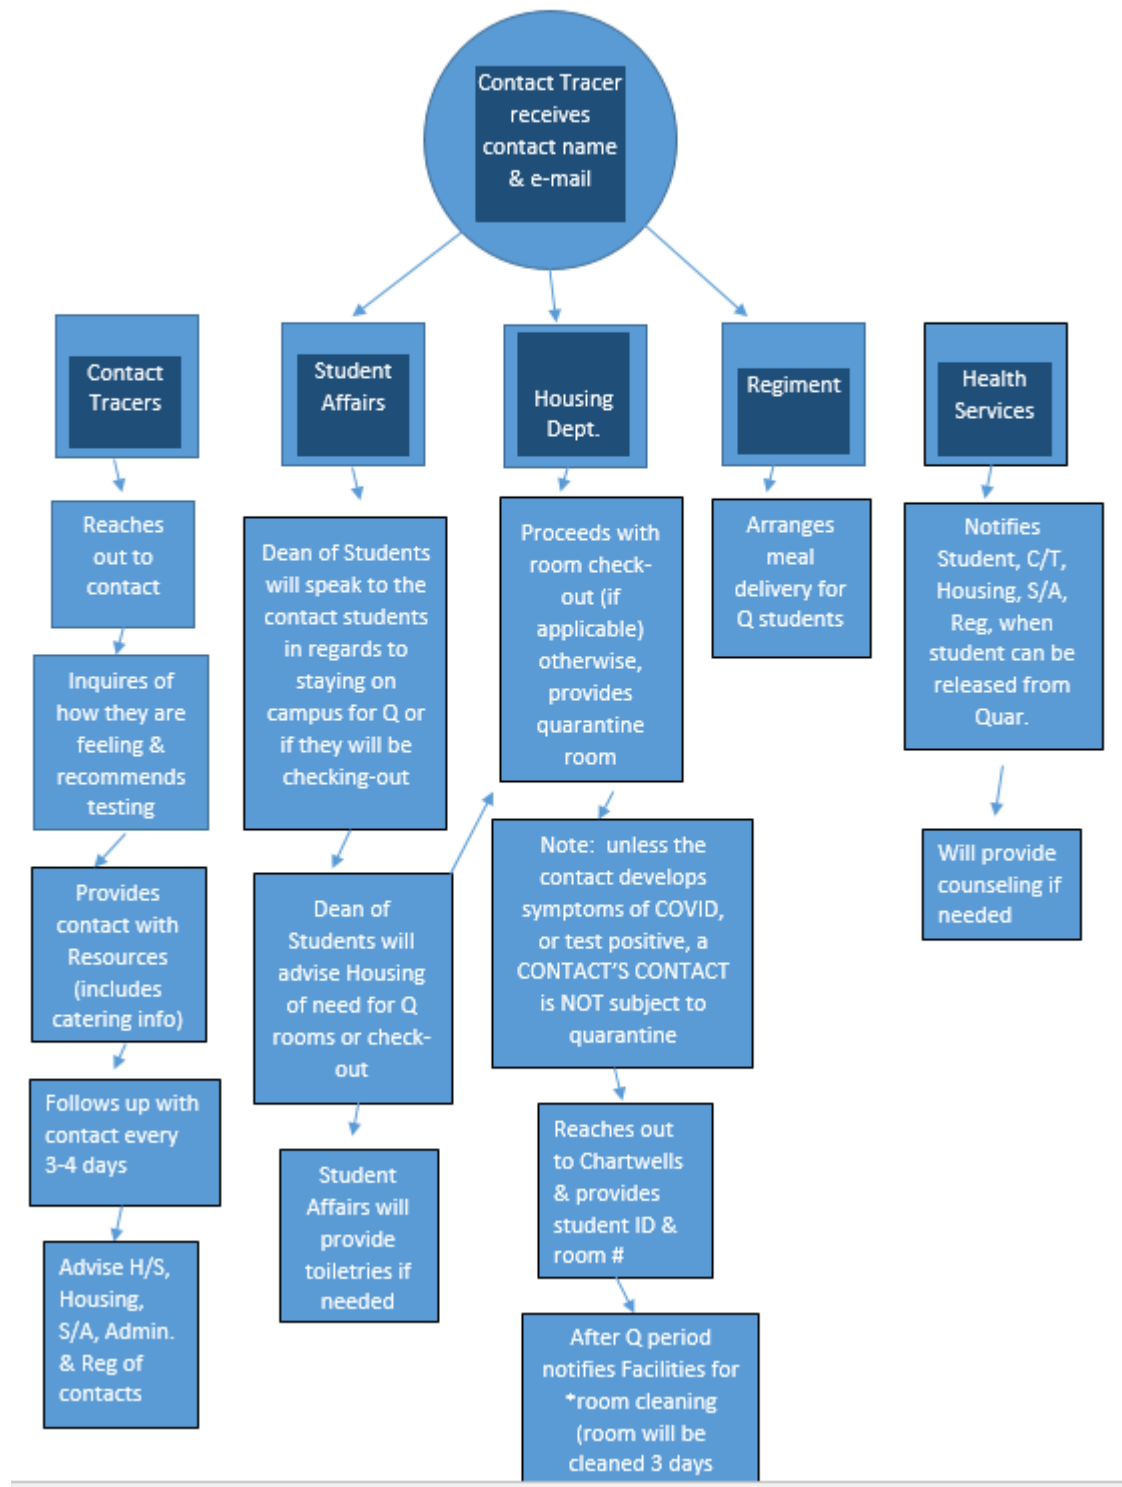 Contact Tracer
receives
contact name
& e-mail
Contact
Tracers
Student
Affairs
Housing
Dept.
Regiment
Health
Services
Reaches
out to
contact
Inquires of
how they are
feeling &
recommends
testing
Provides
contact with
Resources
(includes
catering info)
Follows up with
contact every
3-4 days
Advise H/S,
Housing,
S/A, Admin.
& Reg of
contacts
Dean of Students
will speak to the
contact students
in regards to
staying on
campus for Q or
if they will be
checking-out
Dean of
Students will
advise Housing
of need for Q
rooms or check-
out
Student
Affairs will
provide
toiletries if
needed
Proceeds with
room check-
out (if
applicable)
otherwise,
provides
quarantine
room
Note: unless the
contact develops
symptoms of COVID,
or test positive, a
CONTACT'S CONTACT
is NOT subject to
quarantine
Reaches out
to Chartwells
& provides
student ID &
room #
After Q period
notifies Facilities for
*room cleaning
(room will be
cleaned 3 days
Arranges
meal
delivery for
Q students
Notifies
Student, C/T,
Housing, S/A,
Reg, when
student can be
released from
Quar.
Will provide
counseling if
needed